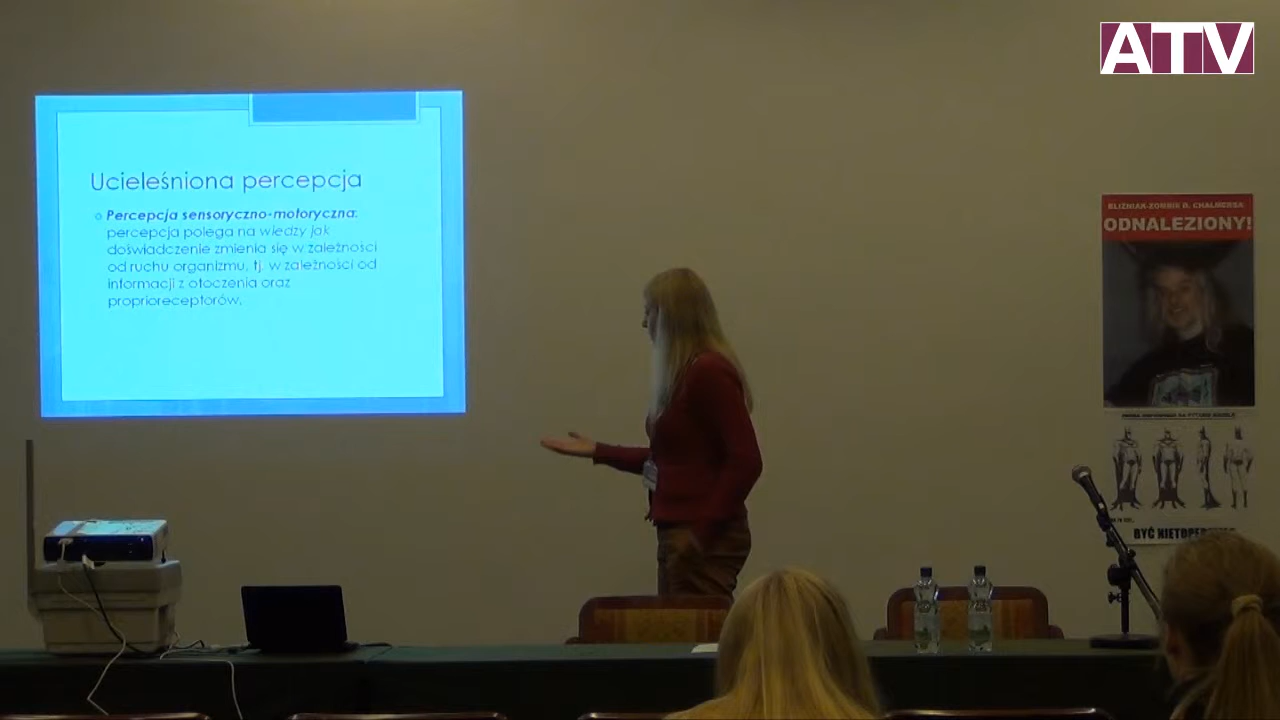 ATV
Ucieleśniona percepcja
Percepcja sensoryczno-motoryczna:
percepcja polega na wiedzy jak
doświadczenie zmienia się w zależności
od ruchu organizmu, tj. w zależności od
informacji z otoczenia oraz
proprioreceptorów.
BLIŹNIAK-ZOMBIE D. CHALMERSA
ODNALEZIONY!
BYĆ